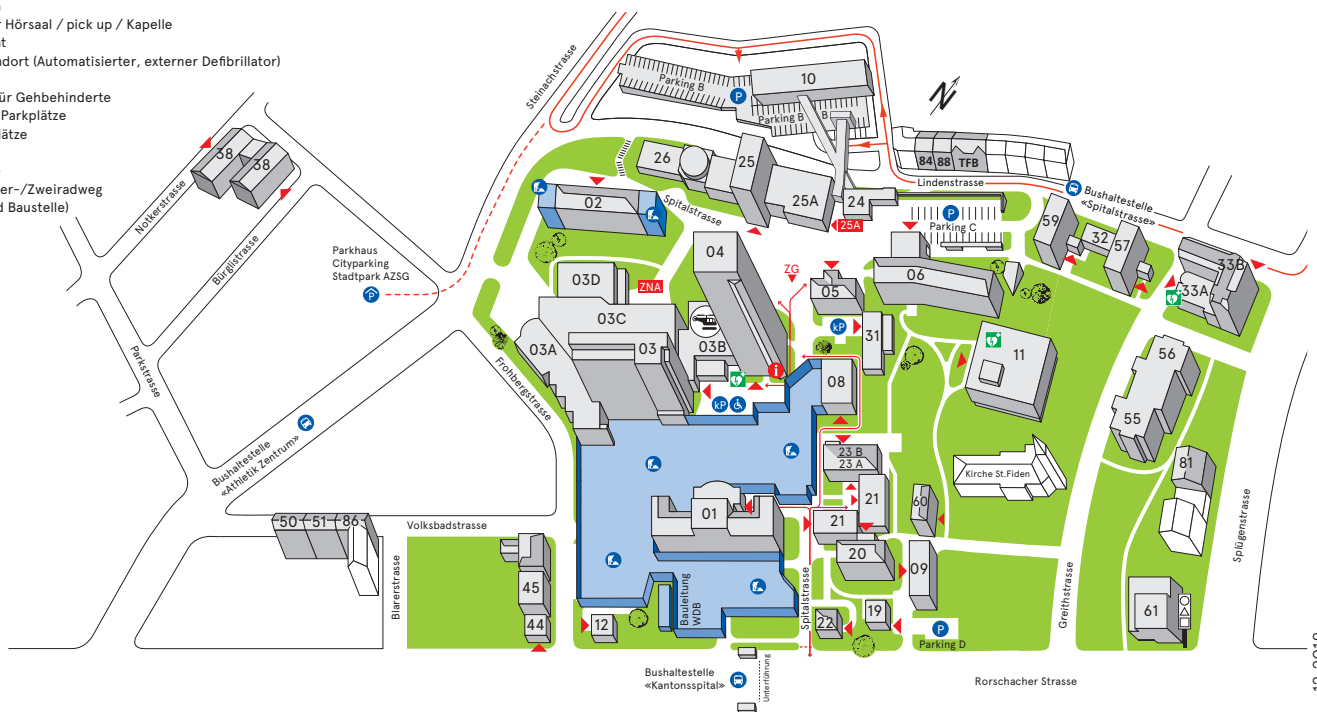 r Hörsaal / pick up / Kapelle
ndort (Automatisierter, externer Defibrillator)
ür Gehbehinderte
Parkplätze
lätze
er-/Zweiradweg
d Baustelle)
Steinachstrasse
Parking B
P
10
Parking B
B
N
84 88 TFB
Lindenstrasse
Bushaltestelle
«Spitalstrasse»
38
38
Notkerstrasse
Bürglistrasse
26
25
25A
24
25A
02
Spitalstrasse
P
Parking C
59
32
57
33B
33A
Parkhaus
Cityparking
Stadtpark AZSG
P
04
ZG
03D
ZNA
05
06
03C
03B
03A
03
kP
31
11
56
55
i
08
kP
Parkstrasse
Frohbergstrasse
Bushaltestelle
«Athletik Zentrum»
23 B
23 A
Kirche St.Fiden
81
21
60
01
21
50 51 86
Volksbadstrasse
20
09
Blarerstrasse
45
44
12
Bauleitung
WDB
Spitalstrasse
22
19
P
Parking D
Greithstrasse
Splügenstrasse
61
Bushaltestelle
«Kantonsspital»
Unterführung
Rorschacher Strasse